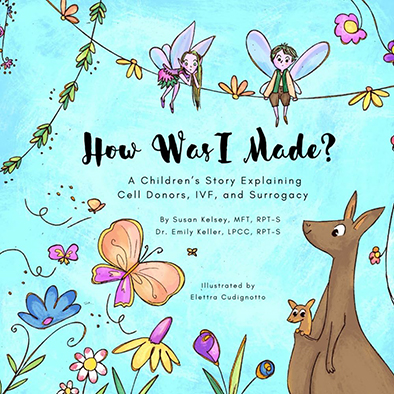 How Was I Made?
A Children's Story Explaining
Cell Donors, IVF, and Surrogacy
By Susan Kelsey, MFT, RPT-S
Dr. Emily Keller, LPCC, RPT-S
Illustrated by
Elettra Cudignotto